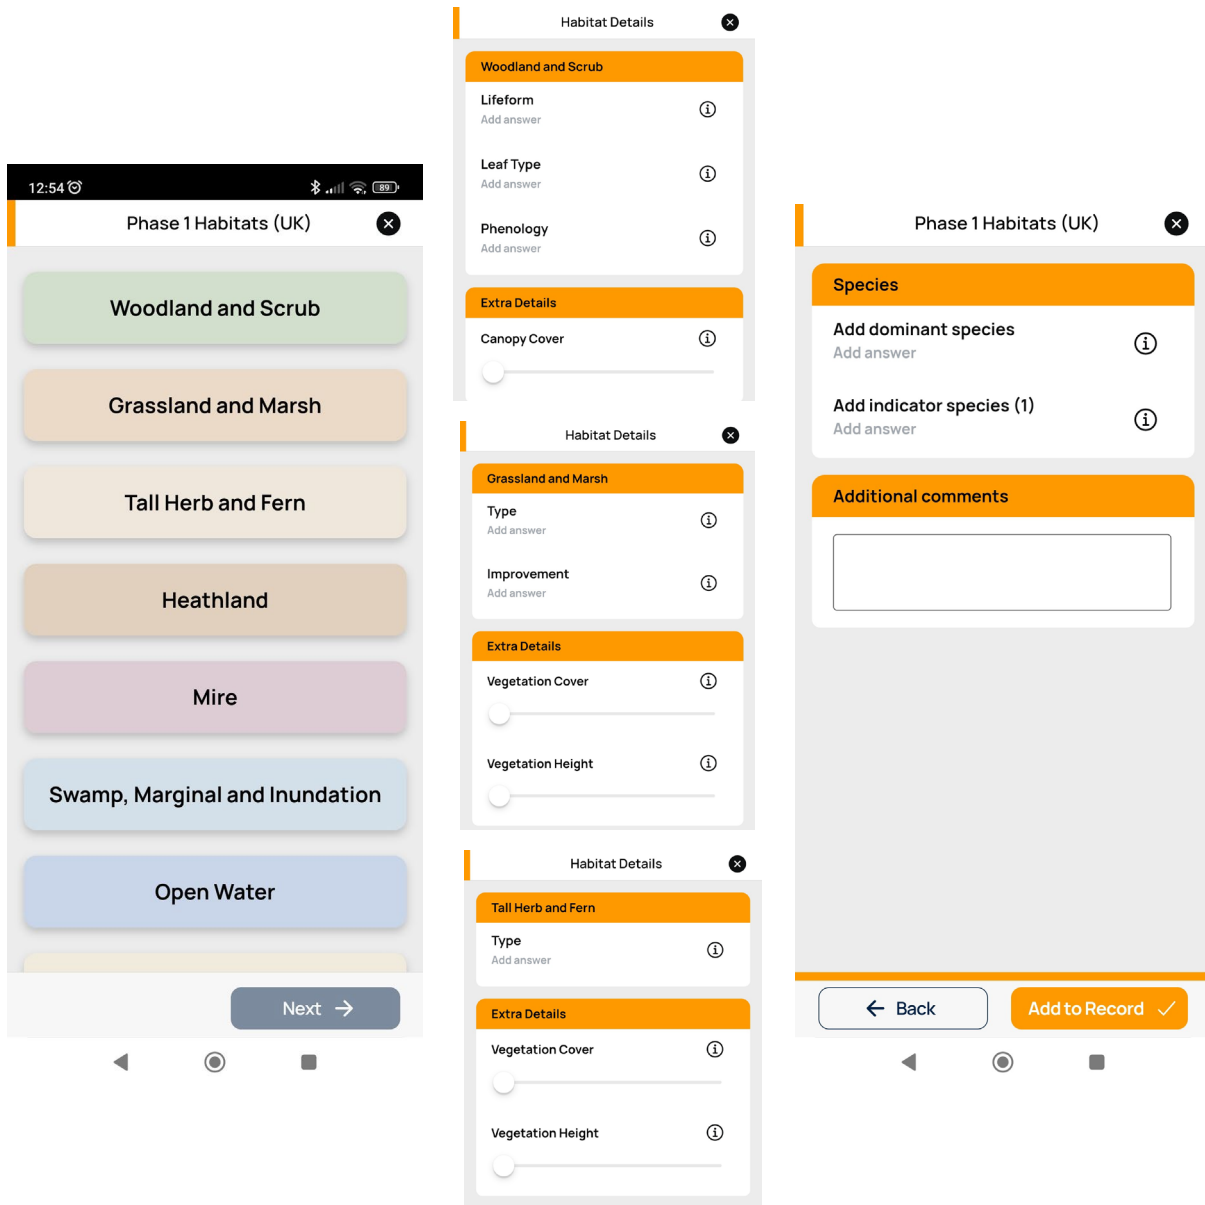 12:54
89
Phase 1 Habitats (UK)
Woodland and Scrub
Grassland and Marsh
Tall Herb and Fern
Heathland
Mire
Swamp, Marginal and Inundation
Open Water
Next
Habitat Details
Woodland and Scrub
Lifeform
Add answer
Leaf Type
Add answer
Phenology
Add answer
Extra Details
Canopy Cover
Habitat Details
Grassland and Marsh
Type
Add answer
Improvement
Add answer
Extra Details
Vegetation Cover
Vegetation Height
Habitat Details
Tall Herb and Fern
Type
Add answer
Extra Details
Vegetation Cover
Vegetation Height
Phase 1 Habitats (UK)
Species
Add dominant species
Add answer
Add indicator species (1)
Add answer
Additional comments
Back
Add to Record